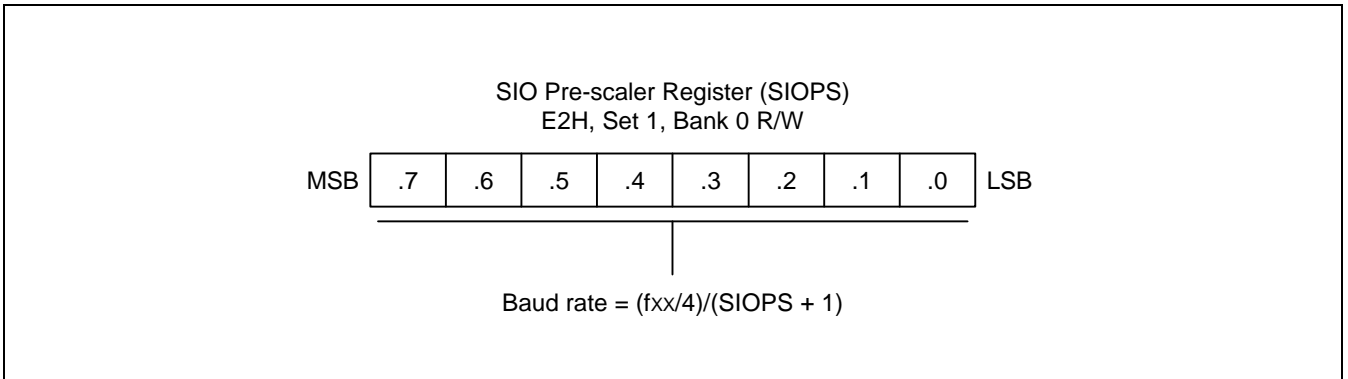 SIO Pre-scaler Register (SIOPS)
E2H, Set 1, Bank 0 R/W
MSB .7 .6 .5 .4 .3 .2 .1 .0 LSB
Baud rate = (fxx/4)/(SIOPS + 1)